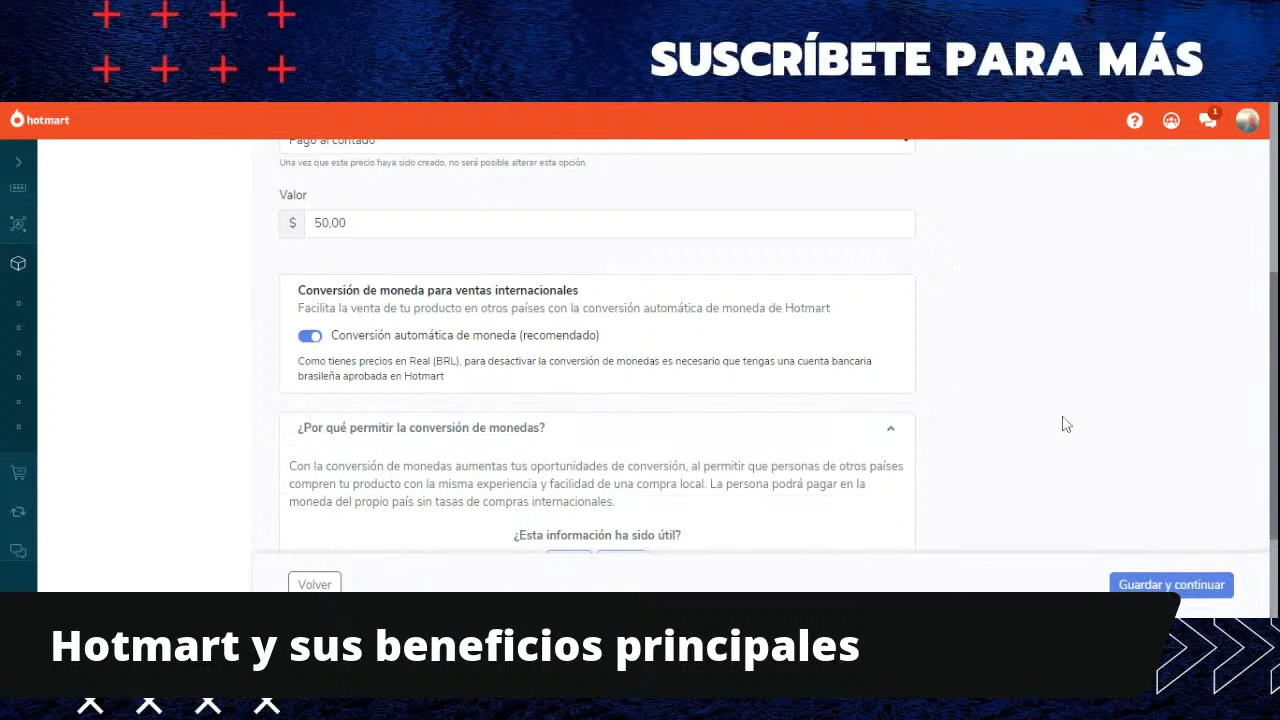 SUSCRÍBETE PARA MÁS
hotmart
1
Pago al contado
Una vez que este precio haya sido creado, no será posible alterar esta opción.
Valor
$ 50,00
Conversión de moneda para ventas internacionales
Facilita la venta de tu producto en otros países con la conversión automática de moneda de Hotmart
Conversión automática de moneda (recomendado)
Como tienes precios en Real (BRL), para desactivar la conversión de monedas es necesario que tengas una cuenta bancaria
brasileña aprobada en Hotmart
¿Por qué permitir la conversión de monedas?
Con la conversión de monedas aumentas tus oportunidades de conversión, al permitir que personas de otros países
compren tu producto con la misma experiencia y facilidad de una compra local. La persona podrá pagar en la
moneda del propio país sin tasas de compras internacionales.
¿Esta información ha sido útil?
Volver
Guardar y continuar
Hotmart y sus beneficios principales